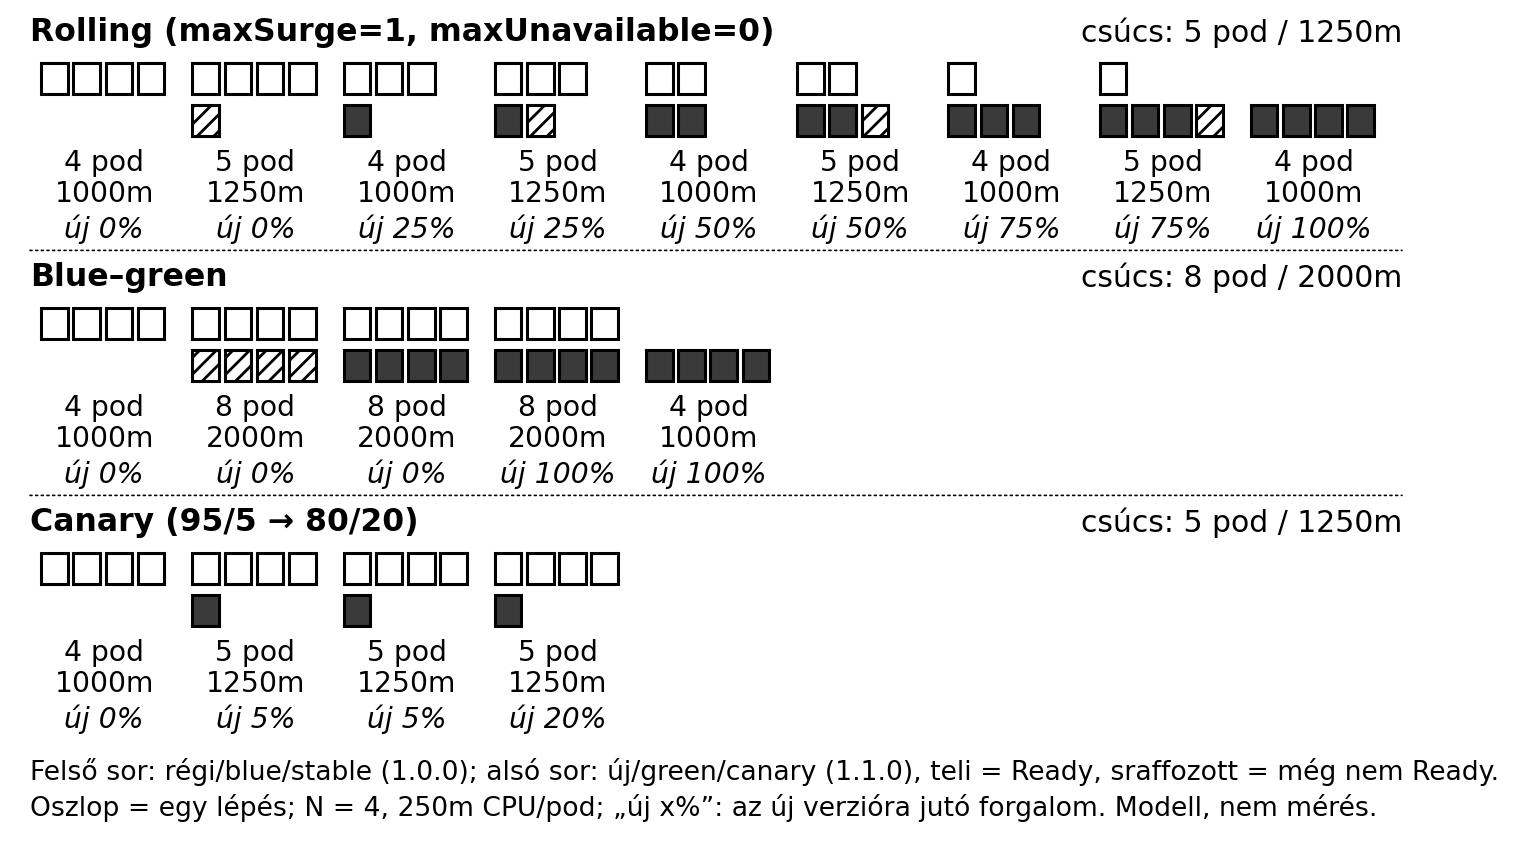 Rolling (maxSurge=1, maxUnavailable=0) csúcs: 5 pod / 1250m
4 pod 5 pod 4 pod 5 pod 4 pod 5 pod 4 pod 5 pod 4 pod
1000m 1250m 1000m 1250m 1000m 1250m 1000m 1250m 1000m
új 0% új 0% új 25% új 25% új 50% új 50% új 75% új 75% új 100%
Blue–green csúcs: 8 pod / 2000m
4 pod 8 pod 8 pod 8 pod 4 pod
1000m 2000m 2000m 2000m 1000m
új 0% új 0% új 0% új 100% új 100%
Canary (95/5 → 80/20) csúcs: 5 pod / 1250m
4 pod 5 pod 5 pod 5 pod
1000m 1250m 1250m 1250m
új 0% új 5% új 5% új 20%
Felső sor: régi/blue/stable (1.0.0); alsó sor: új/green/canary (1.1.0), teli = Ready, sraffozott = még nem Ready.
Oszlop = egy lépés; N = 4, 250m CPU/pod; „új x%”: az új verzióra jutó forgalom. Modell, nem mérés.